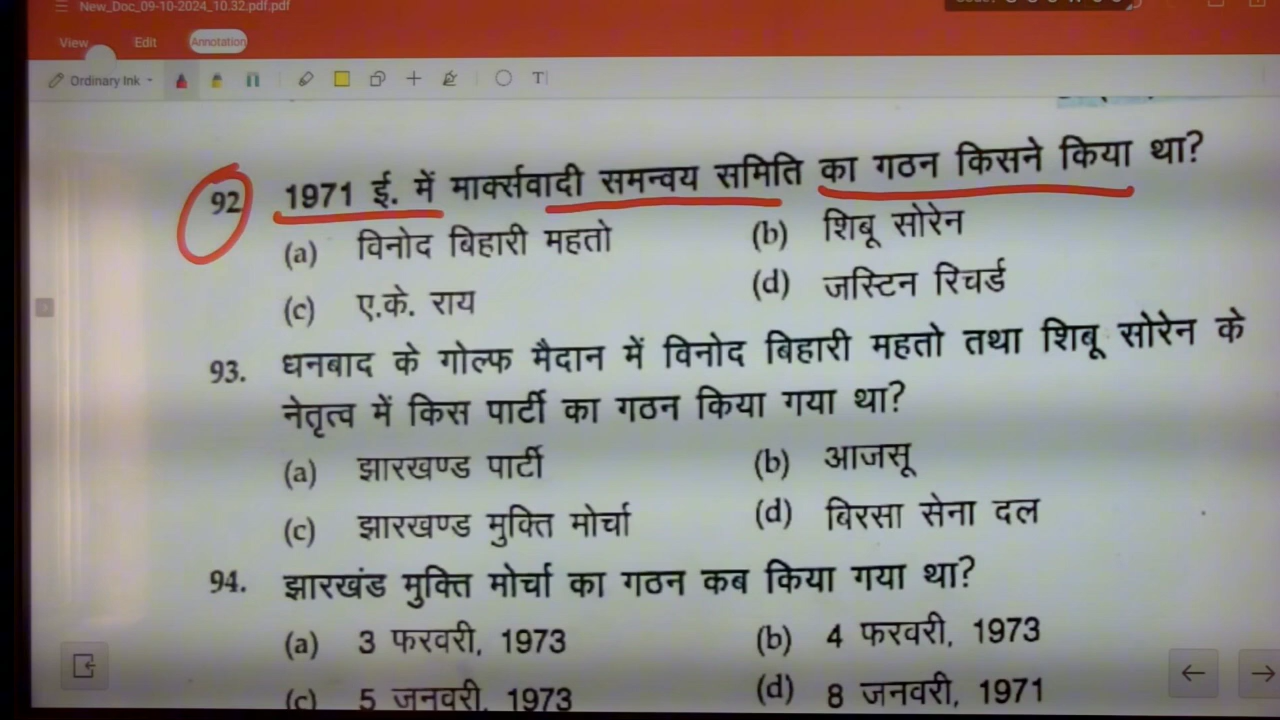 New_Doc_09-10-2024_10.32.pdf.pdf
View Edit Annotation
Ordinary Ink T
92 1971 ई. में मार्क्सवादी समन्वय समिति का गठन किसने किया था?
(a) विनोद बिहारी महतो (b) शिबू सोरेन
(c) ए.के. राय (d) जस्टिन रिचर्ड
93. धनबाद के गोल्फ मैदान में विनोद बिहारी महतो तथा शिबू सोरेन के
नेतृत्व में किस पार्टी का गठन किया गया था?
(a) झारखण्ड पार्टी (b) आजसू
(c) झारखण्ड मुक्ति मोर्चा (d) बिरसा सेना दल
94. झारखंड मुक्ति मोर्चा का गठन कब किया गया था?
(a) 3 फरवरी, 1973 (b) 4 फरवरी, 1973
(c) 5 जनवरी, 1973 (d) 8 जनवरी, 1971